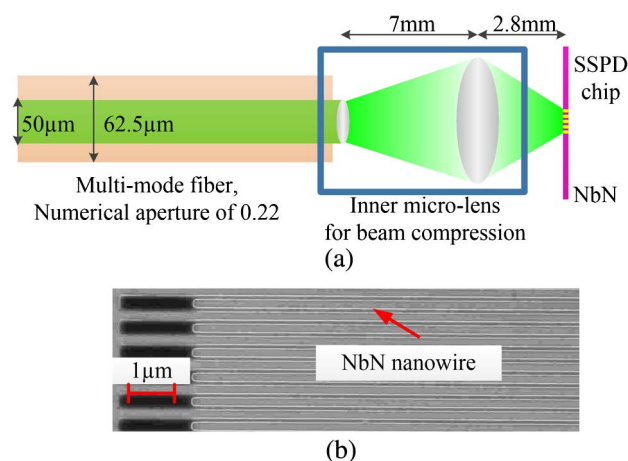 7mm
2.8mm
SSPD
chip
50μm
62.5μm
Multi-mode fiber,
Numerical aperture of 0.22
Inner micro-lens
for beam compression
NbN
(a)
1μm
NbN nanowire
(b)